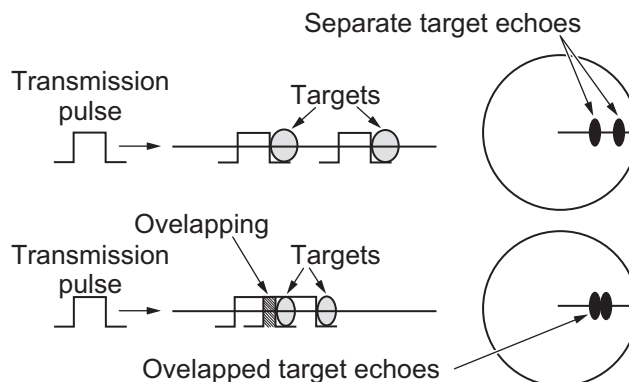 Separate target echoes
Transmission
pulse
Targets
Ovelapping
Transmission
pulse
Targets
Ovelapped target echoes